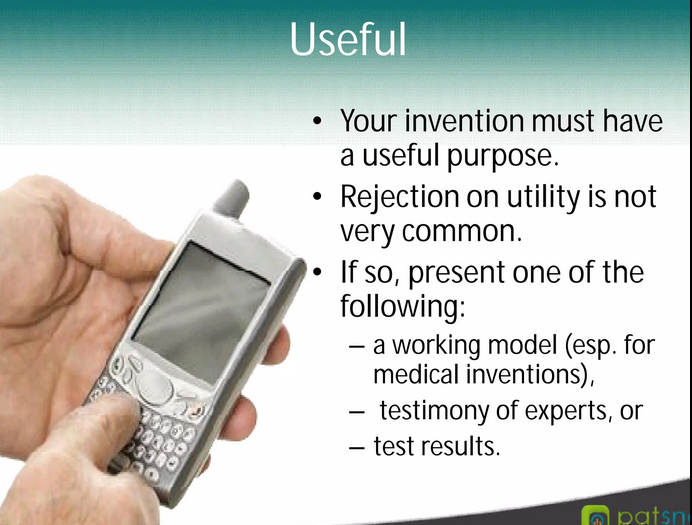 Useful
• Your invention must have
a useful purpose.
• Rejection on utility is not
very common.
• If so, present one of the
following:
– a working model (esp. for
medical inventions),
– testimony of experts, or
– test results.
patsn